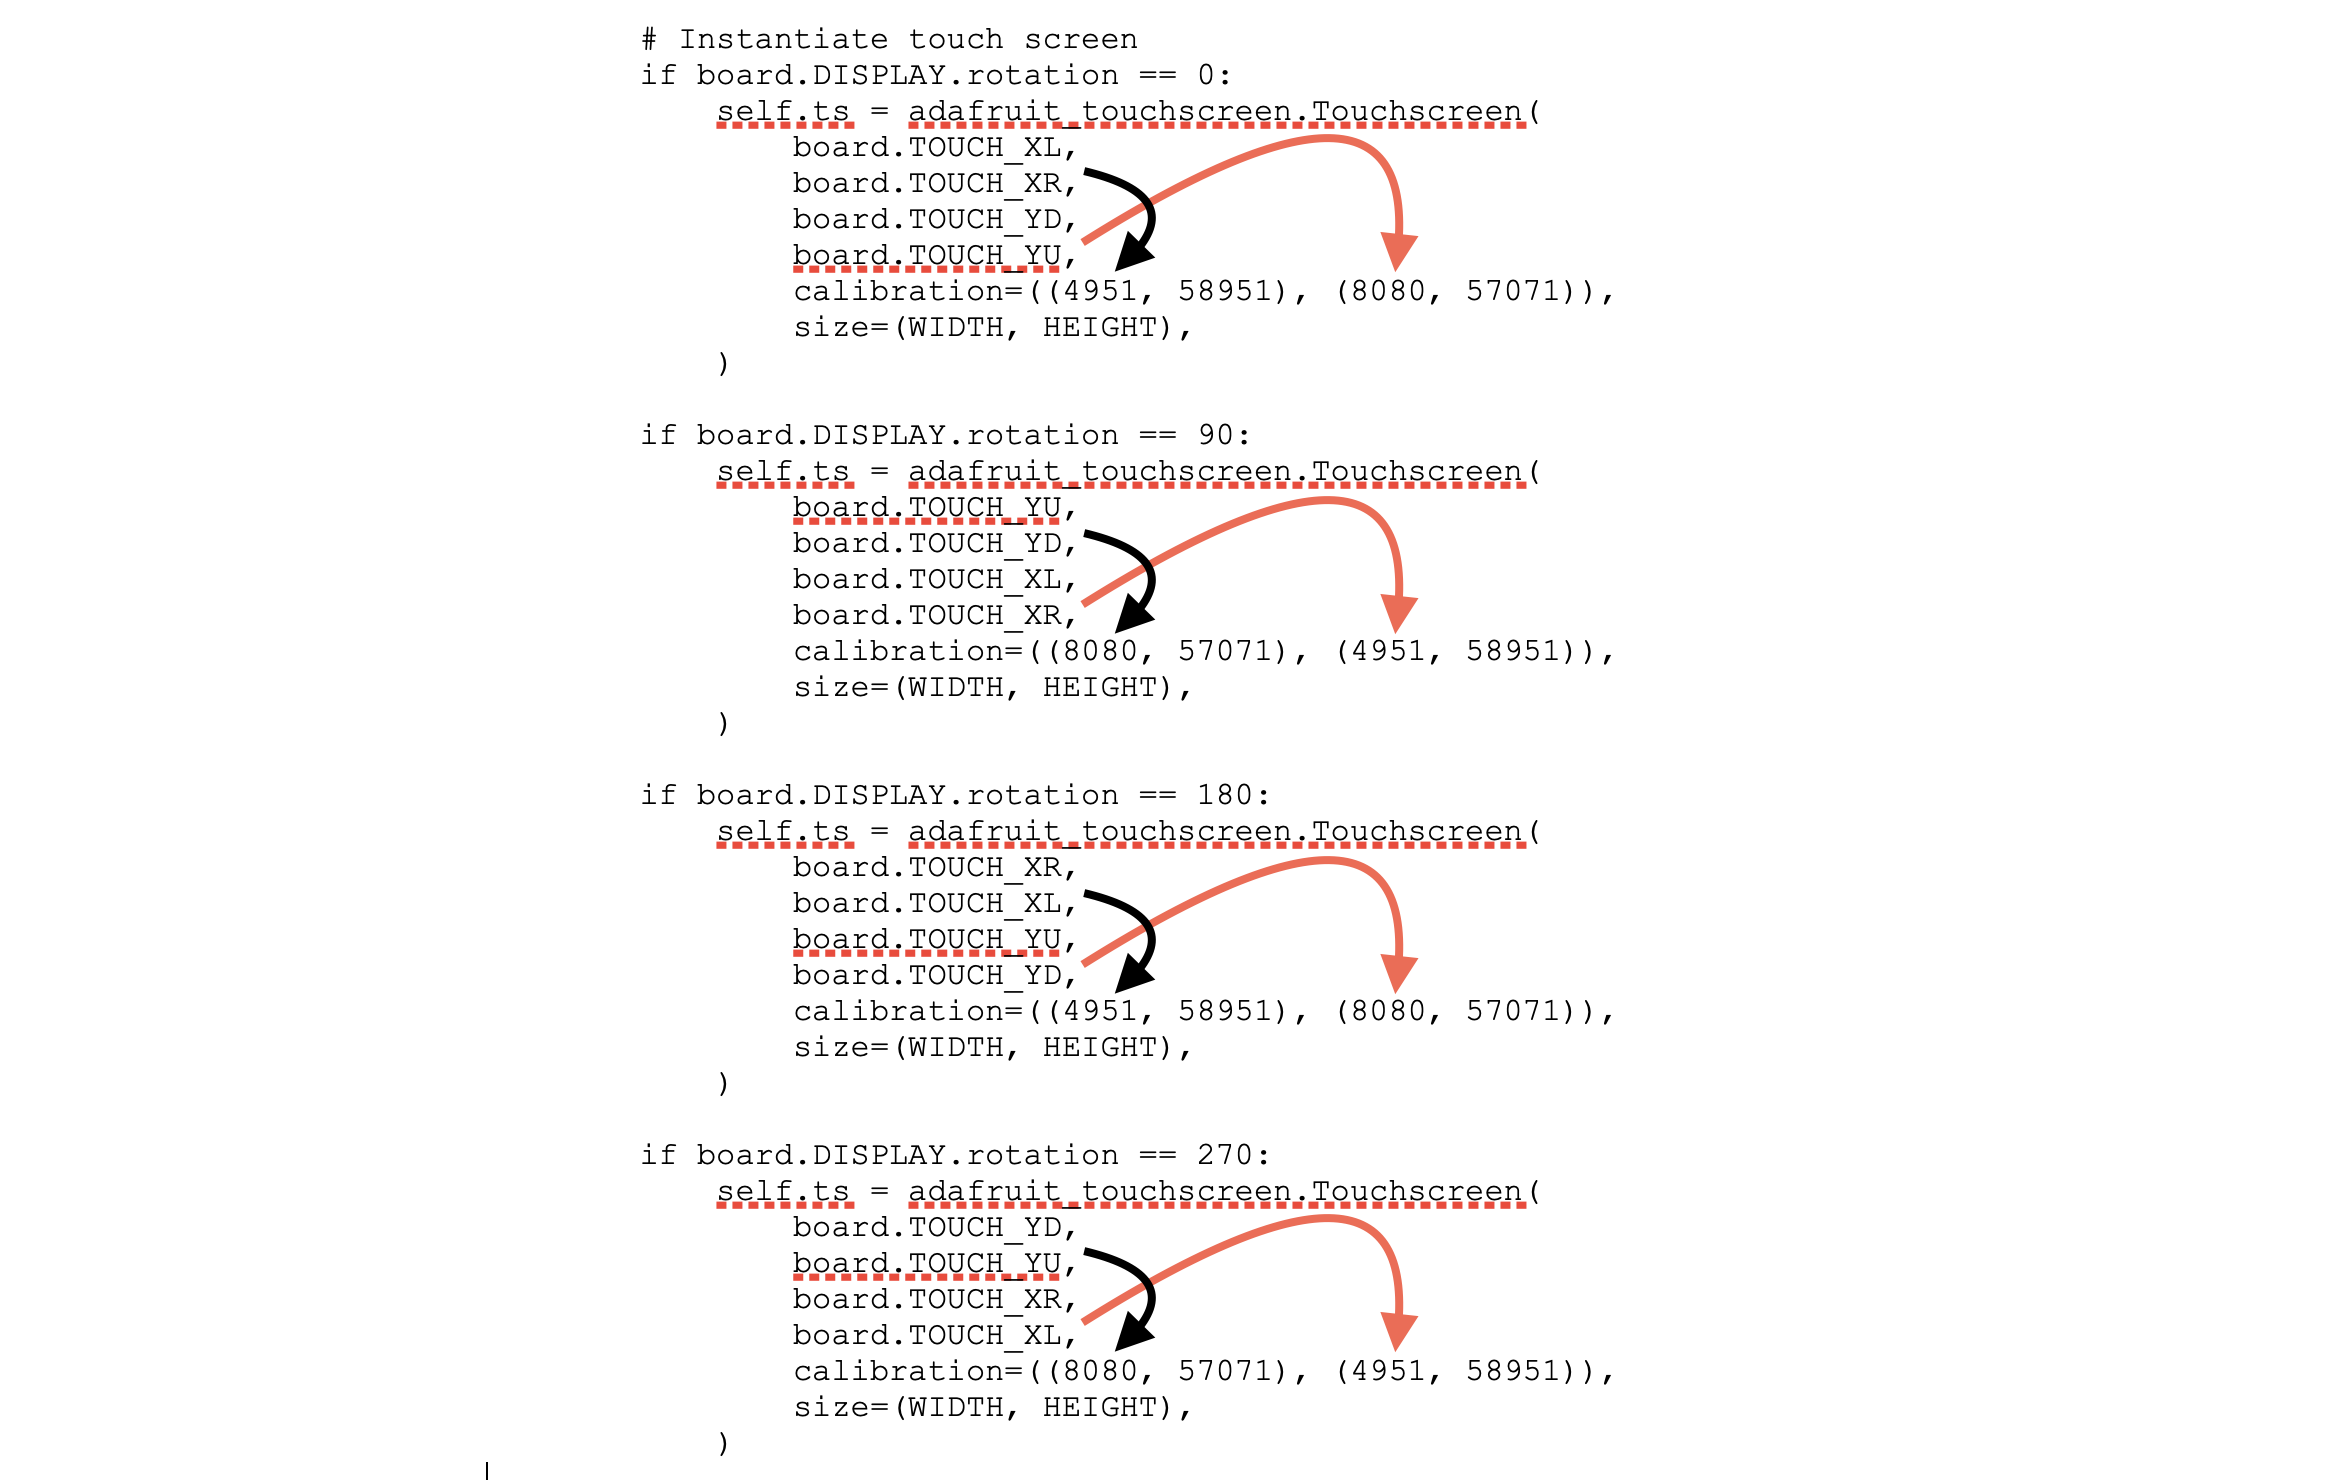 # Instantiate touch screen
if board.DISPLAY.rotation == 0:
    self.ts = adafruit_touchscreen.Touchscreen(
        board.TOUCH_XL,
        board.TOUCH_XR,
        board.TOUCH_YD,
        board.TOUCH_YU,
        calibration=((4951, 58951), (8080, 57071)),
        size=(WIDTH, HEIGHT),
    )

if board.DISPLAY.rotation == 90:
    self.ts = adafruit_touchscreen.Touchscreen(
        board.TOUCH_YU,
        board.TOUCH_YD,
        board.TOUCH_XL,
        board.TOUCH_XR,
        calibration=((8080, 57071), (4951, 58951)),
        size=(WIDTH, HEIGHT),
    )

if board.DISPLAY.rotation == 180:
    self.ts = adafruit_touchscreen.Touchscreen(
        board.TOUCH_XR,
        board.TOUCH_XL,
        board.TOUCH_YU,
        board.TOUCH_YD,
        calibration=((4951, 58951), (8080, 57071)),
        size=(WIDTH, HEIGHT),
    )

if board.DISPLAY.rotation == 270:
    self.ts = adafruit_touchscreen.Touchscreen(
        board.TOUCH_YD,
        board.TOUCH_YU,
        board.TOUCH_XR,
        board.TOUCH_XL,
        calibration=((8080, 57071), (4951, 58951)),
        size=(WIDTH, HEIGHT),
    )